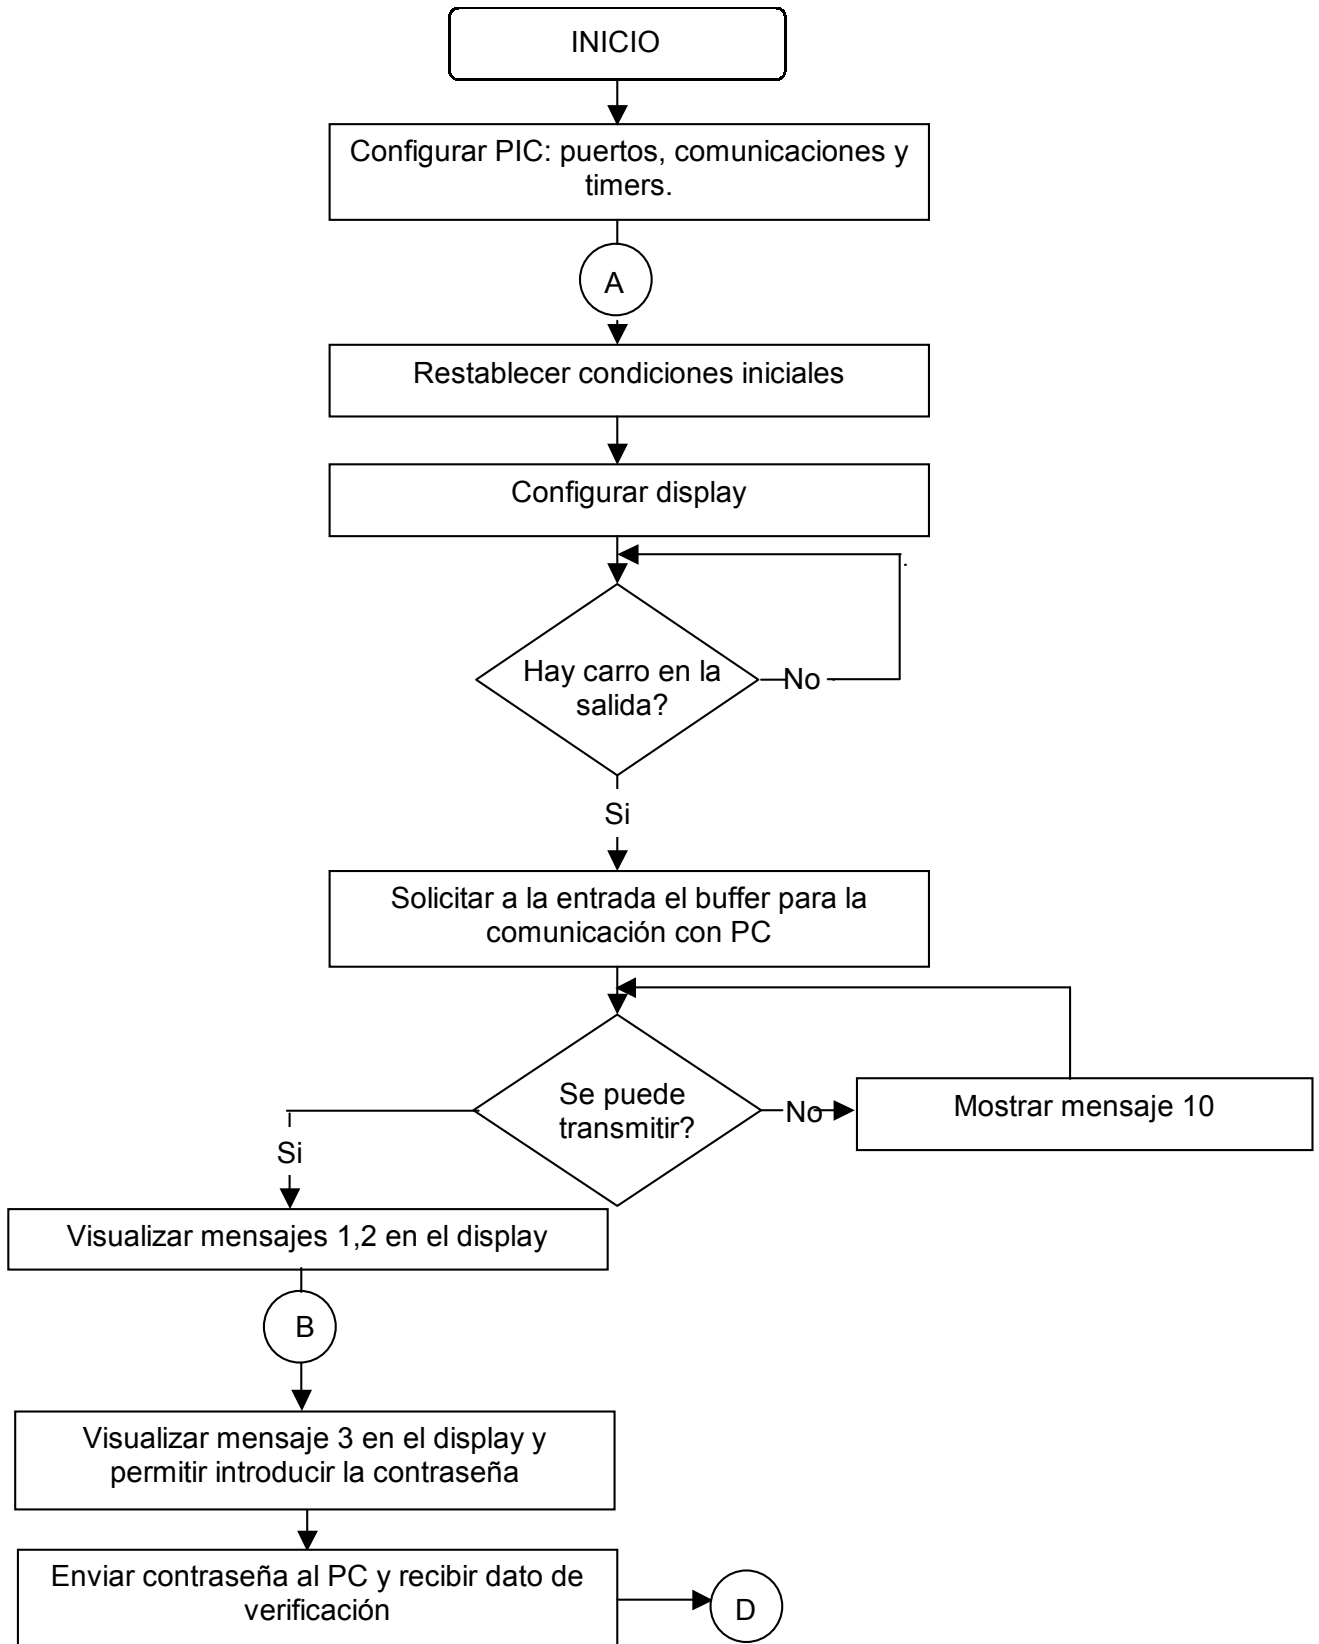 INICIO
Configurar PIC: puertos, comunicaciones y
timers.
A
Restablecer condiciones iniciales
Configurar display
Hay carro en la
salida?
No
Si
Solicitar a la entrada el buffer para la
comunicación con PC
Se puede
transmitir?
No
Mostrar mensaje 10
Si
Visualizar mensajes 1,2 en el display
B
Visualizar mensaje 3 en el display y
permitir introducir la contraseña
Enviar contraseña al PC y recibir dato de
verificación
D